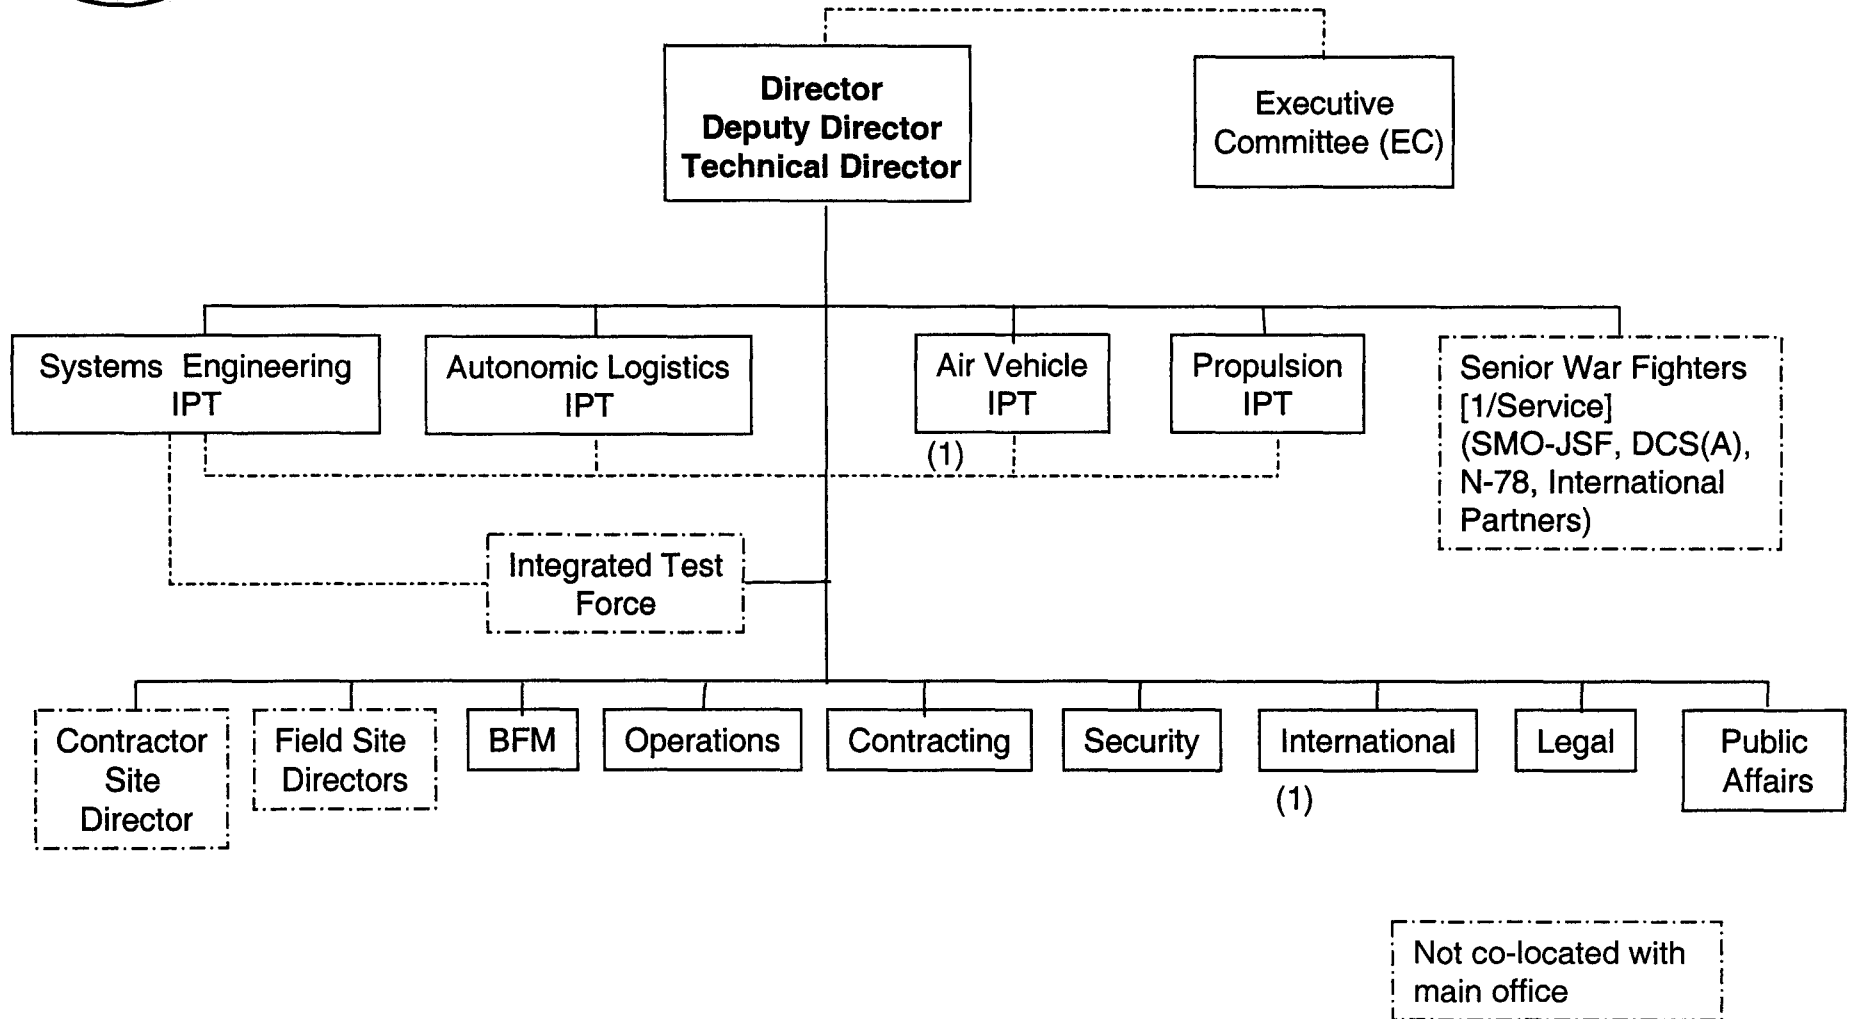 Director
Deputy Director
Technical Director
Executive
Committee (EC)
Systems Engineering
IPT
Autonomic Logistics
IPT
Air Vehicle
IPT
(1)
Propulsion
IPT
Senior War Fighters
[1/Service]
(SMO-JSF, DCS(A),
N-78, International
Partners)
Integrated Test
Force
Contractor
Site
Director
Field Site
Directors
BFM
Operations
Contracting
Security
International
(1)
Legal
Public
Affairs
Not co-located with
main office